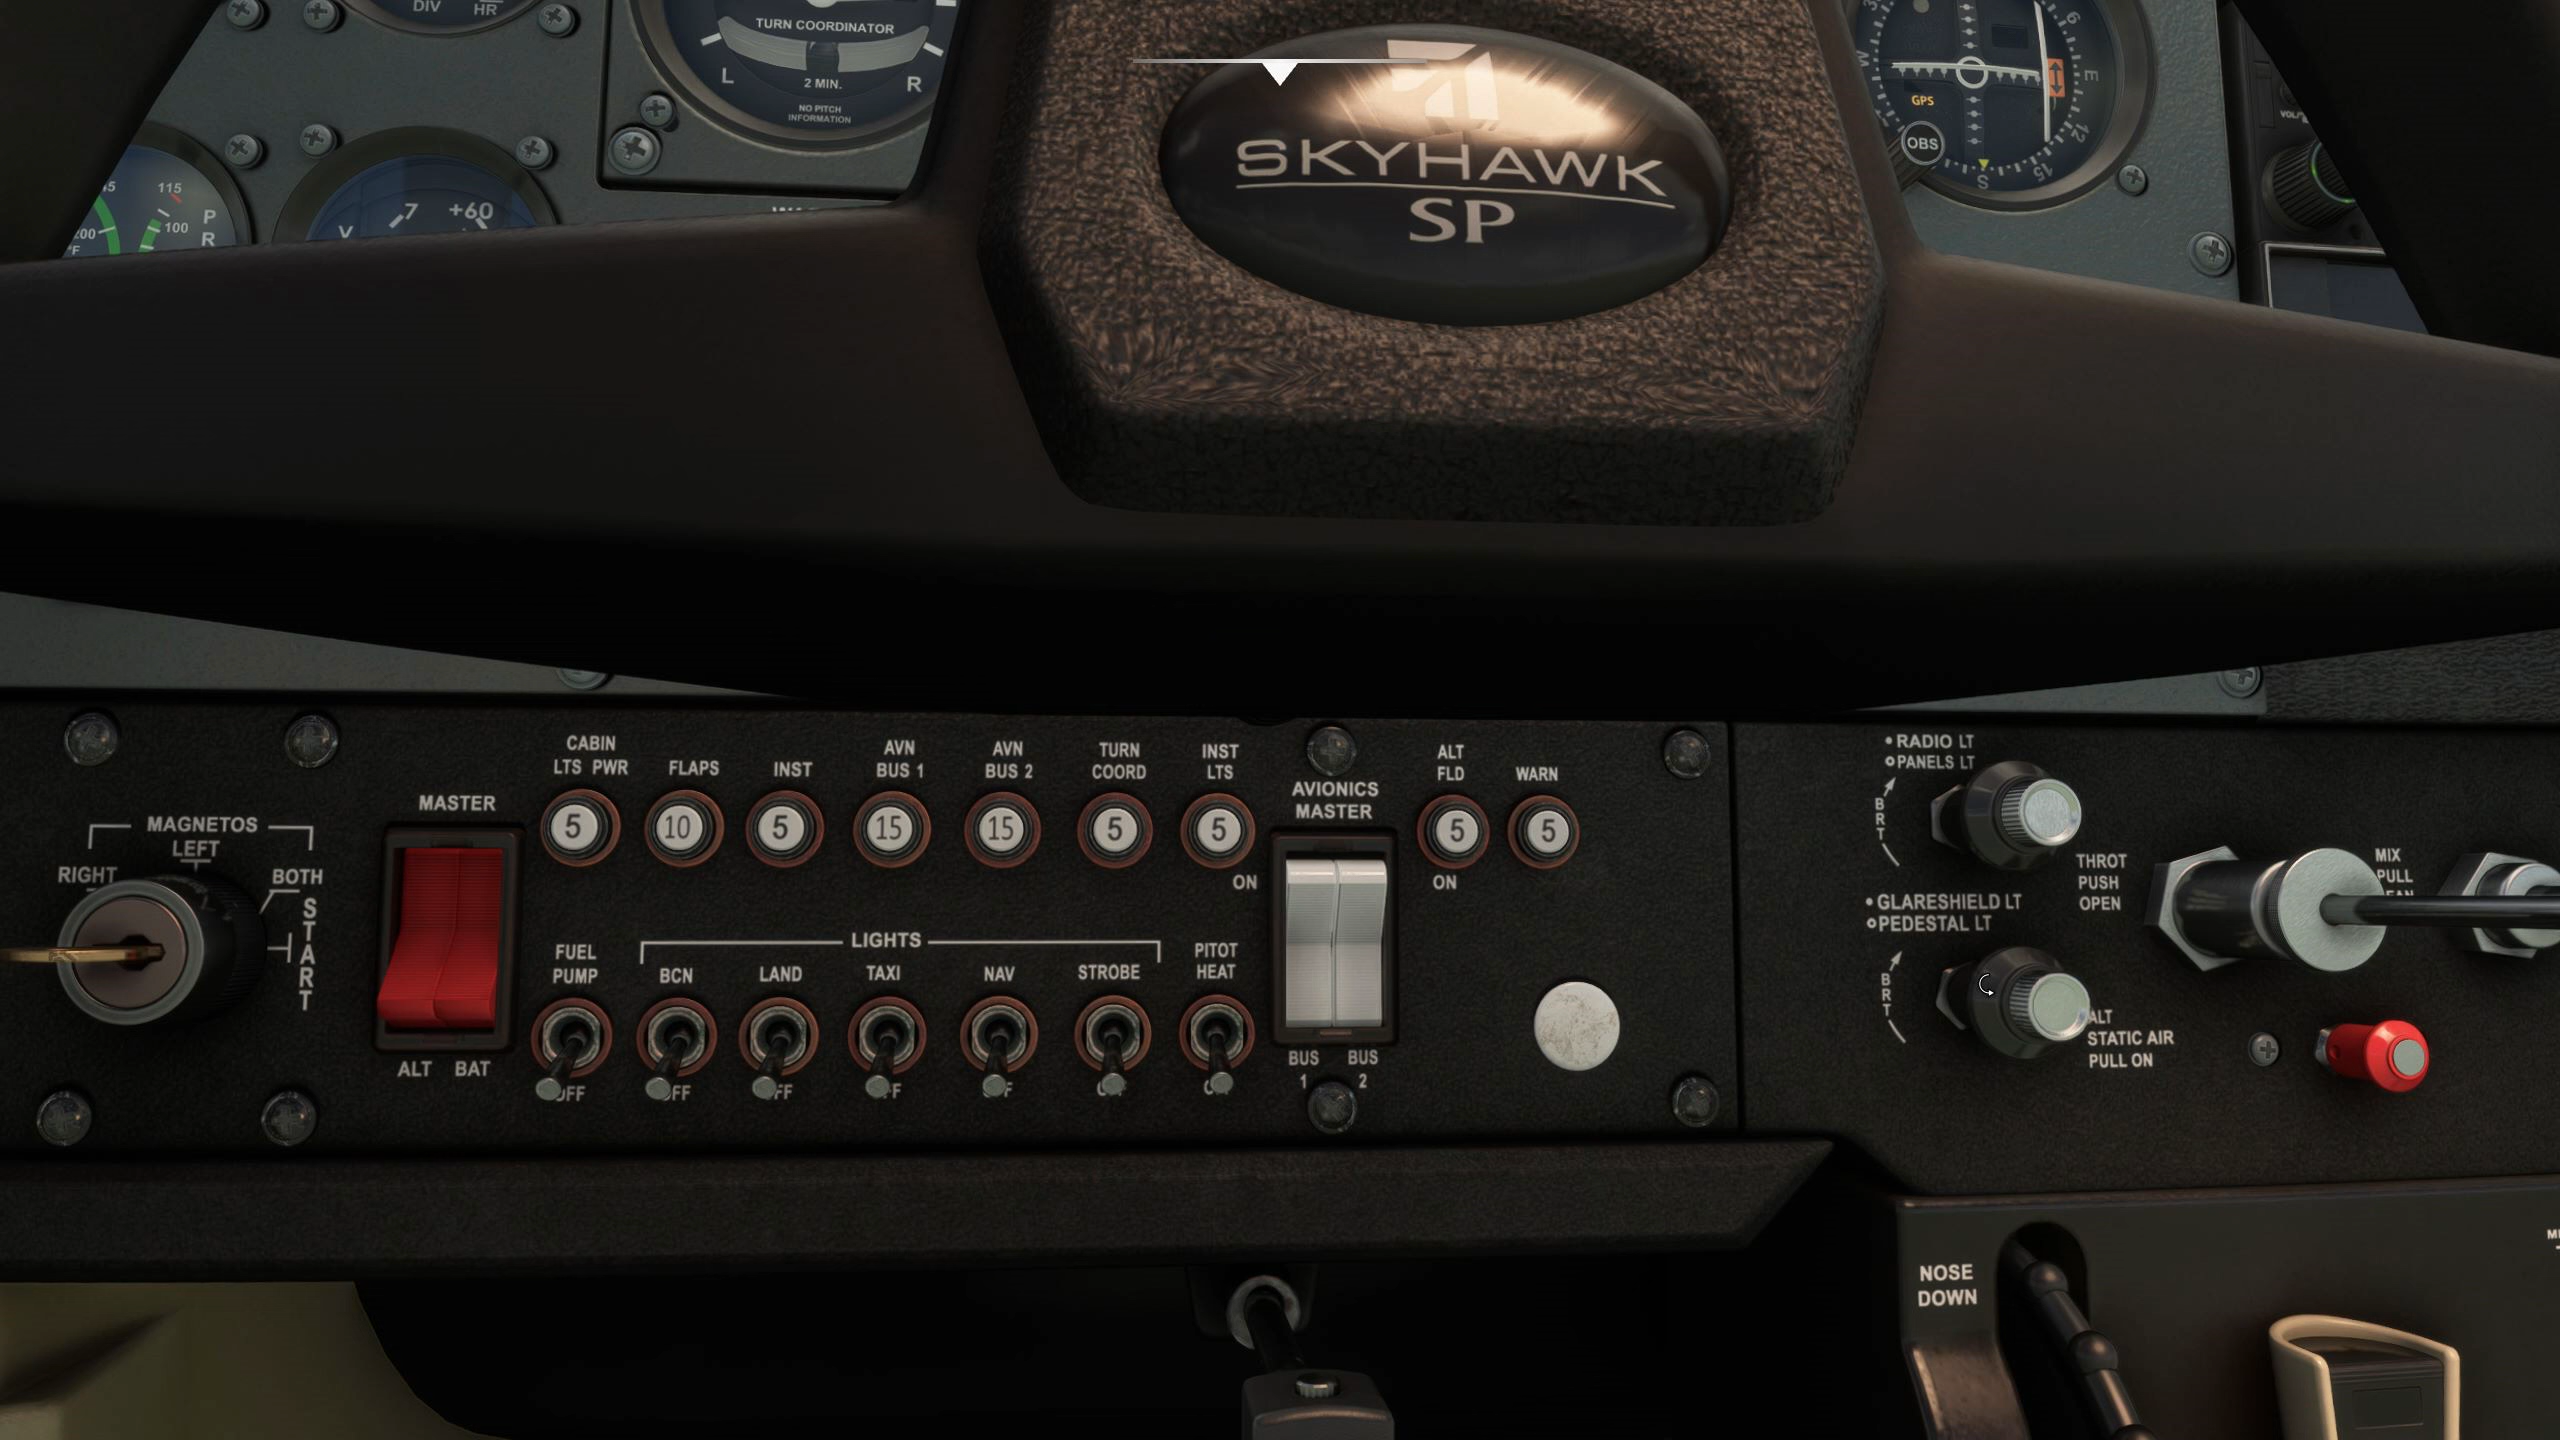 DIV HR
TURN COORDINATOR
L R
2 MIN.
NO PITCH
INFORMATION
115
100
P
R
7 +60
V
SKYHAWK
SP
GPS
OBS
6
E
12
15
S
CABIN
LTS PWR
FLAPS
INST
AVN
BUS 1
AVN
BUS 2
TURN
COORD
INST
LTS
AVIONICS
MASTER
ALT
FLD
WARN
5
10
5
15
15
5
5
5
5
ON
ON
MASTER
ALT BAT
MAGNETOS
LEFT
RIGHT
BOTH
START
FUEL
PUMP
LIGHTS
BCN
LAND
TAXI
NAV
STROBE
PITOT
HEAT
BUS
1
BUS
2
RADIO LT
PANELS LT
BRT
THROT
PUSH
OPEN
MIX
PULL
GLARESHIELD LT
PEDESTAL LT
BRT
ALT
STATIC AIR
PULL ON
NOSE
DOWN